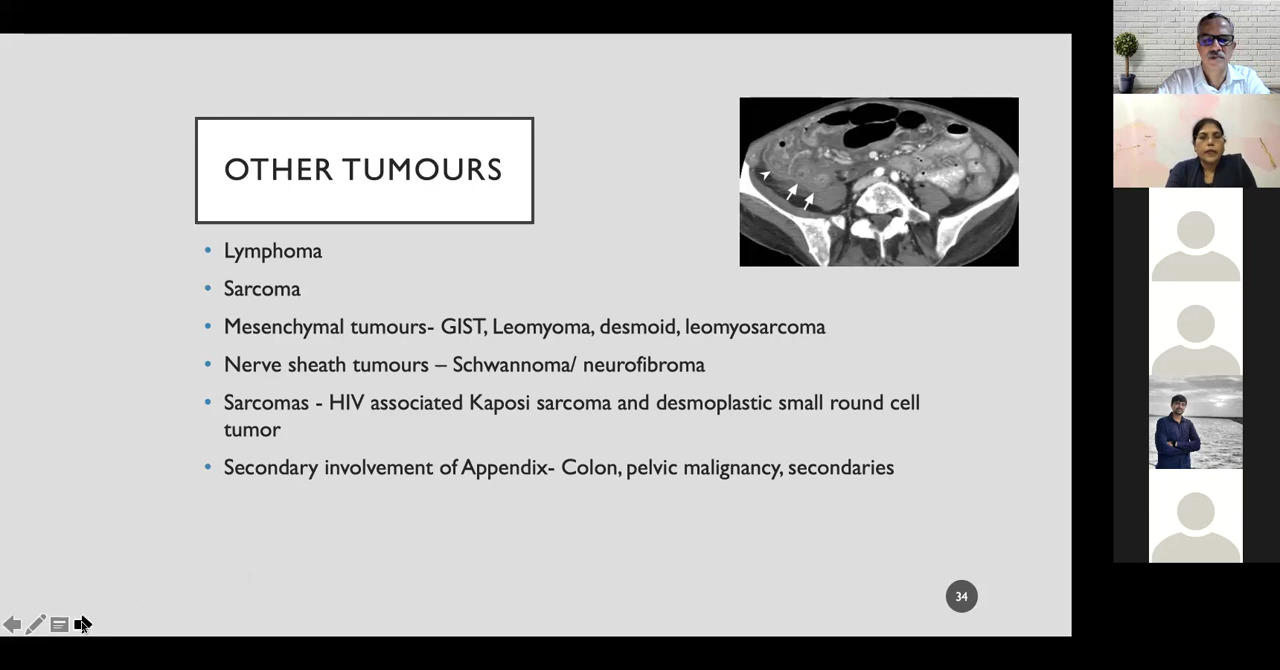 OTHER TUMOURS
Lymphoma
Sarcoma
Mesenchymal tumours- GIST, Leomyoma, desmoid, leomyosarcoma
Nerve sheath tumours – Schwannoma/ neurofibroma
Sarcomas - HIV associated Kaposi sarcoma and desmoplastic small round cell
tumor
Secondary involvement of Appendix- Colon, pelvic malignancy, secondaries
34